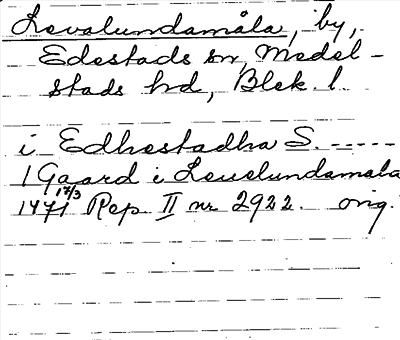 Levalundamåla, by,
Edestads sn, Medel-
stads hd, Blek. l.
i Edhestadha S. -----
1 Gaard i Leuelundamala
1471 17/3 Rep. II nr 2922. orig.